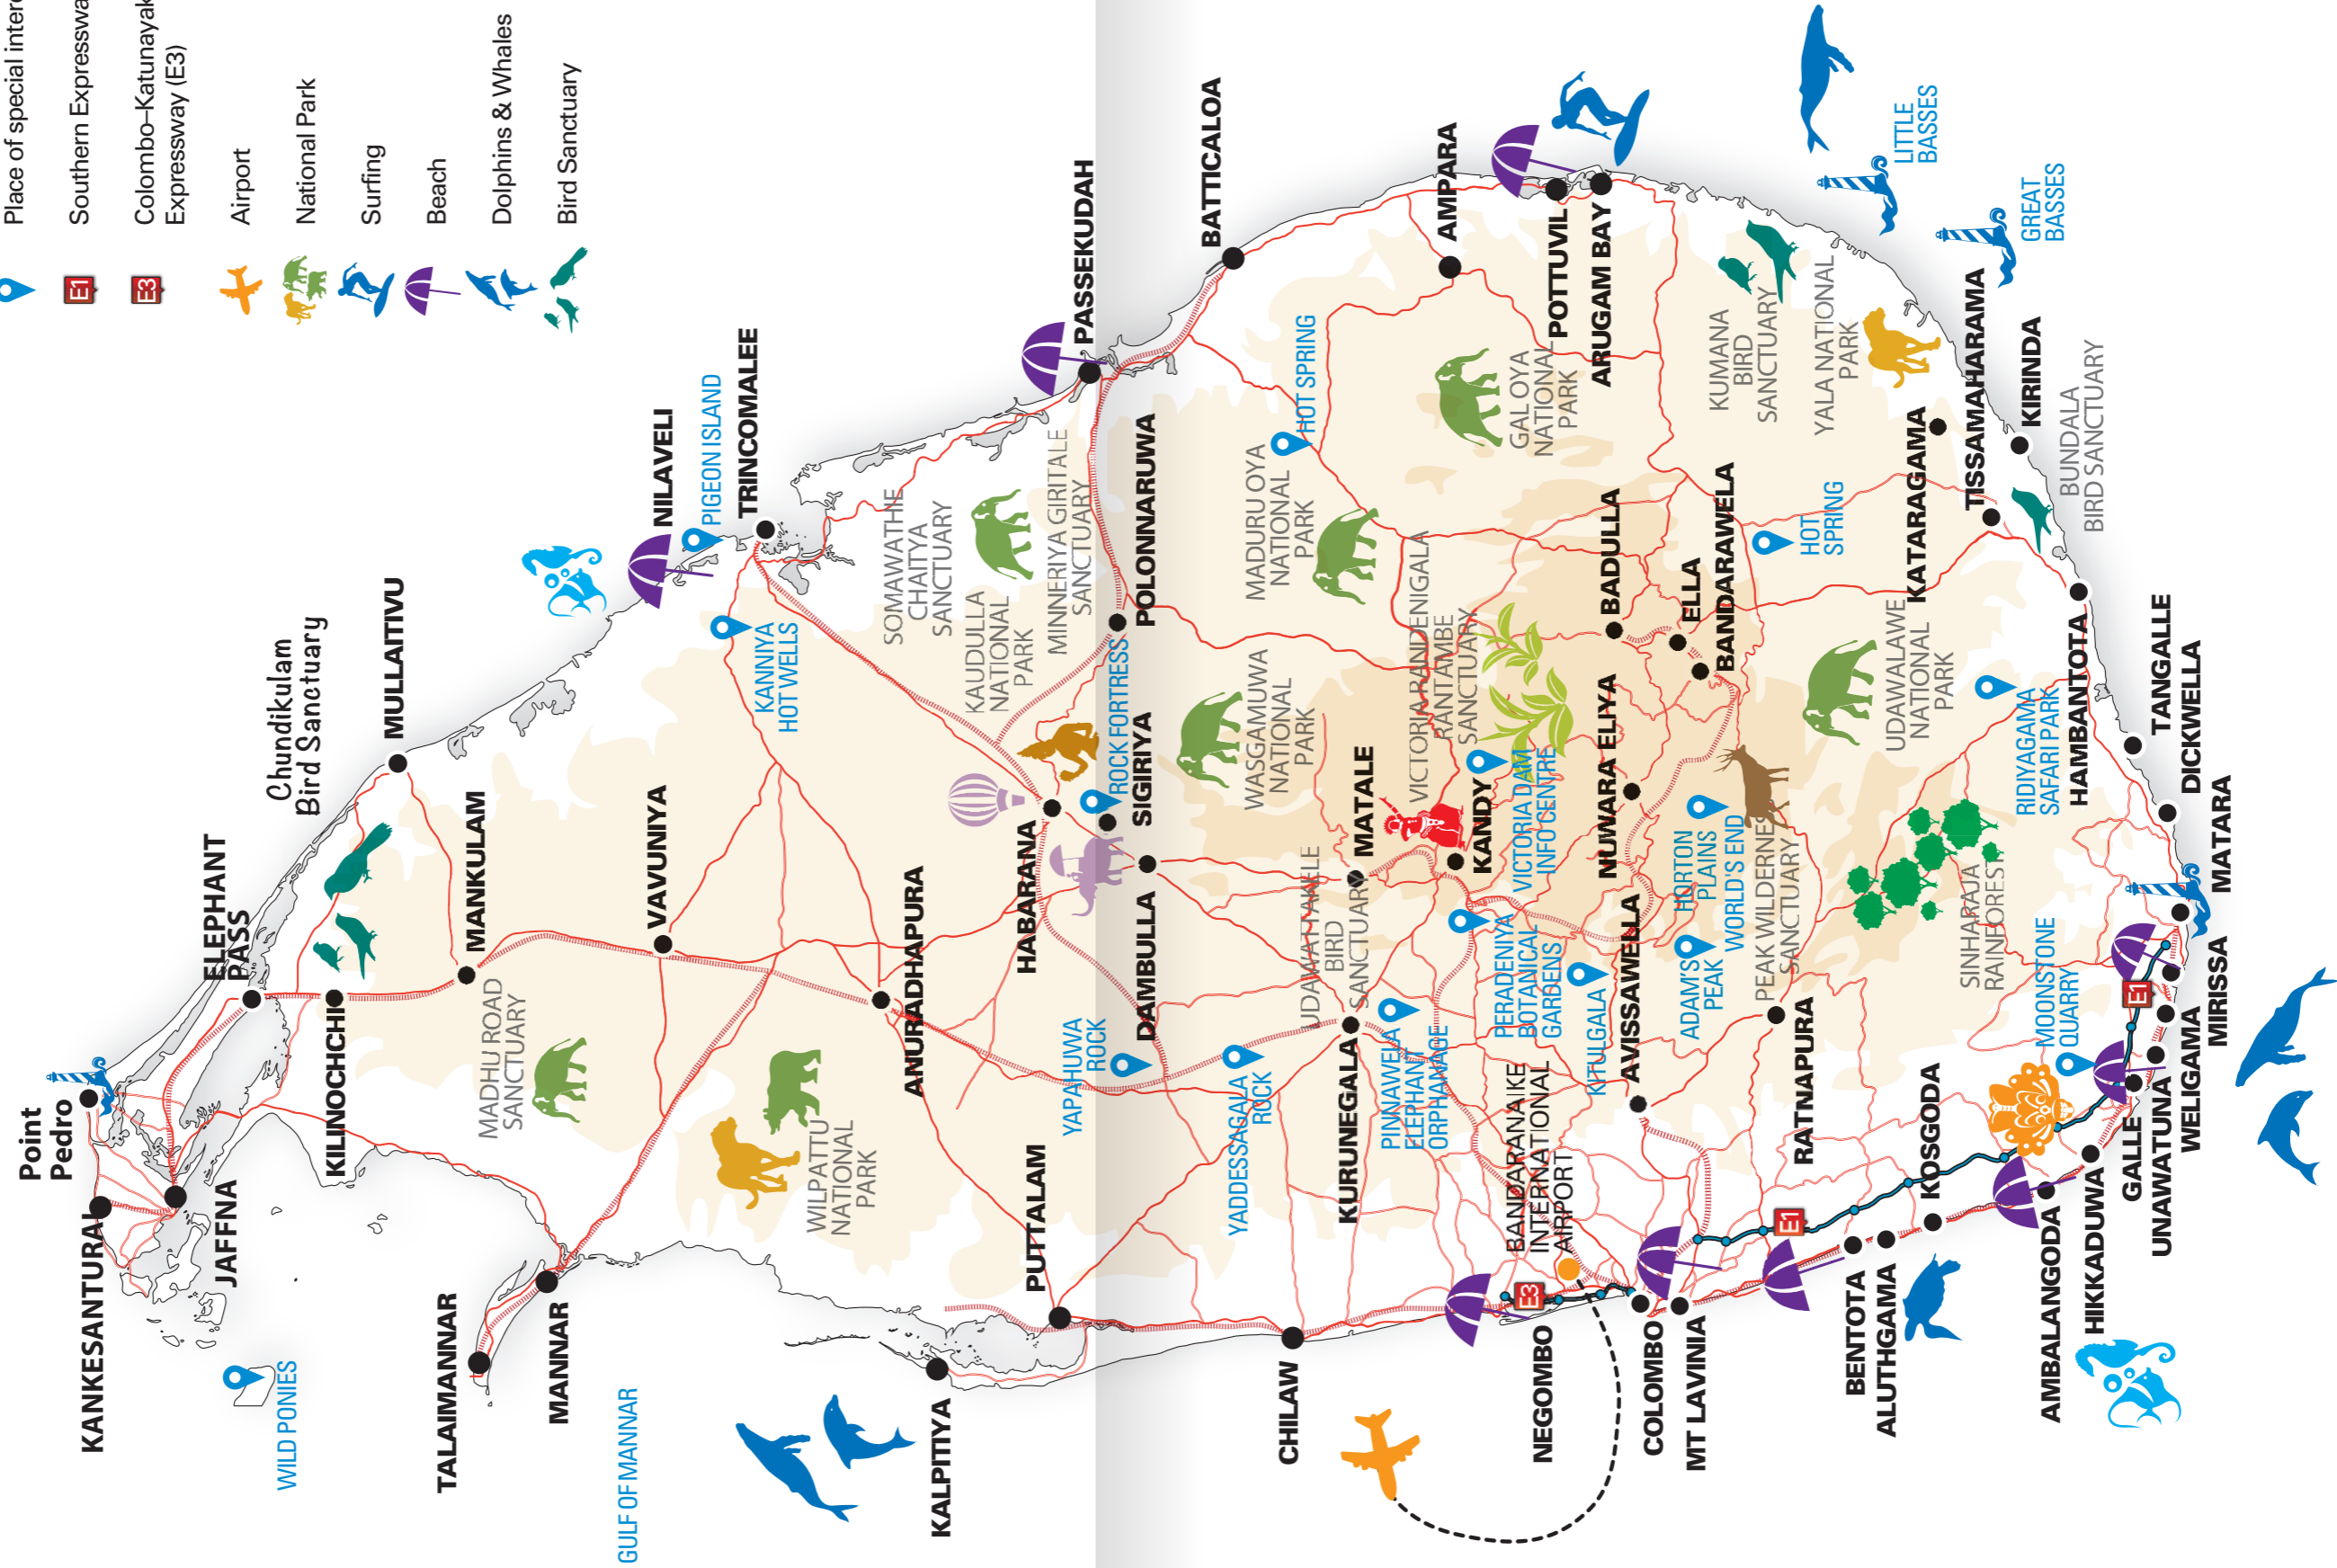 Place of special interes
E1
Southern Expressway
E3
Colombo–Katunayake
Expressway (E3)
Airport
National Park
Surfing
Beach
Dolphins & Whales
Bird Sanctuary
Point
Pedro
KANKESANTURAI
JAFFNA
ELEPHANT
PASS
KILINOCHCHI
Chundikulam
Bird Sanctuary
MULLAITIVU
MANKULAM
WILD PONIES
TALAIMANNAR
MANNAR
GULF OF MANNAR
MADHU ROAD
SANCTUARY
VAVUNIYA
NILAVELI
PIGEON ISLAND
TRINCOMALEE
KANNIYA
HOT WELLS
WILPATTU
NATIONAL
PARK
ANURADHAPURA
SOMAWATHIE
CHAITYA
SANCTUARY
KAUDULLA
NATIONAL
PARK
MINNERIYA GIRITALE
SANCTUARY
HABARANA
KALPITIYA
PUTTALAM
YAPAHUWA
ROCK
ROCK FORTRESS
SIGIRIYA
DAMBULLA
POLONNARUWA
PASSEKUDAH
BATTICALOA
YADDESSAGALA
ROCK
WASGAMUWA
NATIONAL
PARK
MADURU OYA
NATIONAL
PARK
HOT SPRING
CHILAW
KURUNEGALA
UDAWATTAKELE
BIRD
SANCTUARY
MATALE
PINNAWELA
ELEPHANT
ORPHANAGE
VICTORIA RANDENIGALA
RANTAMBE
SANCTUARY
KANDY
VICTORIA DAM
INFO CENTRE
PERADENIYA
BOTANICAL
GARDENS
AMPARA
GAL OYA
NATIONAL
PARK
POTTUVIL
ARUGAM BAY
NEGOMBO
E3
BANDARANAIKE
INTERNATIONAL
AIRPORT
KITULGALA
AVISSAWELLA
NUWARA ELIYA
BADULLA
ELLA
BANDARAWELA
COLOMBO
MT LAVINIA
ADAM'S
PEAK
HORTON
PLAINS
WORLD'S END
PEAK WILDERNESS
SANCTUARY
RATNAPURA
HOT
SPRING
KUMANA
BIRD
SANCTUARY
YALA NATIONAL
PARK
LITTLE
BASSES
GREAT
BASSES
E1
BENTOTA
ALUTHGAMA
KOSGODA
SINHARAJA
RAINFOREST
UDAWALAWE
NATIONAL
PARK
KATARAGAMA
TISSAMAHARAMA
KIRINDA
BUNDALA
BIRD SANCTUARY
RIDIYAGAMA
SAFARI PARK
HAMBANTOTA
TANGALLE
DICKWELLA
MATARA
MOONSTONE
QUARRY
E1
AMBALANGODA
HIKKADUWA
GALLE
UNAWATUNA
WELIGAMA
MIRISSA